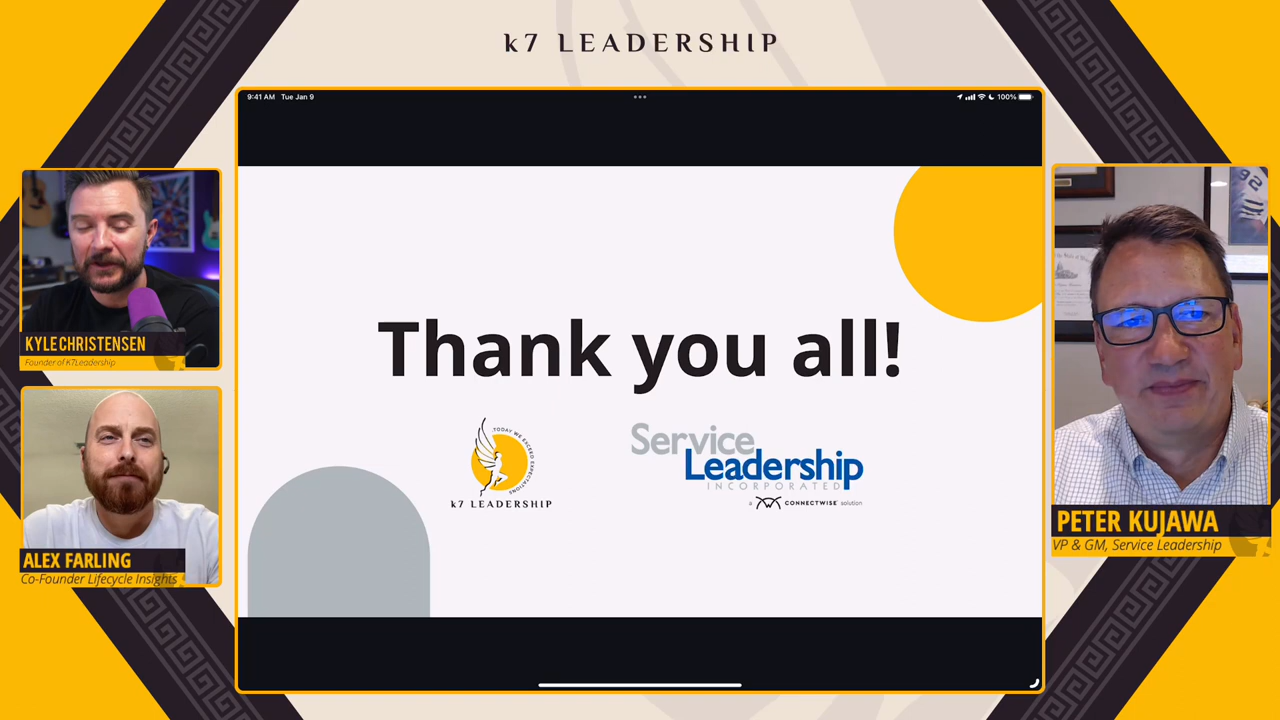 k7 LEADERSHIP
9:41 AM Tue Jan 9
100%
KYLE CHRISTENSEN
Founder of K7Leadership
ALEX FARLING
Co-Founder Lifecycle Insights
Thank you all!
TODAY WE EXCEED EXPECTATIONS
k7 LEADERSHIP
Service
Leadership
INCORPORATED
a CONNECTWISE solution
PETER KUJAWA
VP & GM, Service Leadership